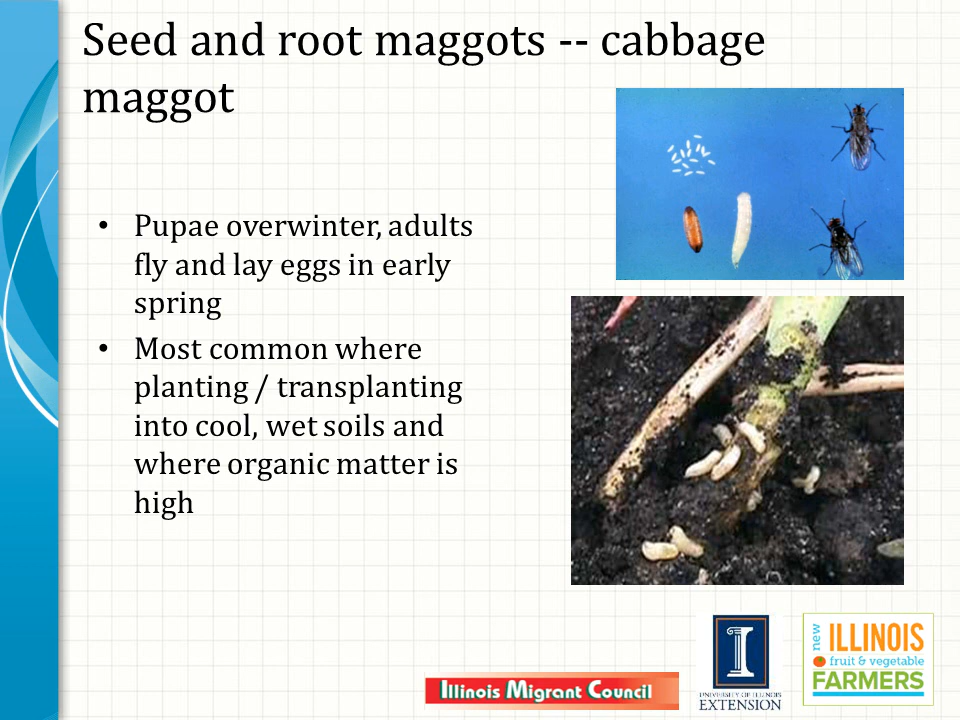 Seed and root maggots -- cabbage
maggot
• Pupae overwinter, adults
fly and lay eggs in early
spring
• Most common where
planting / transplanting
into cool, wet soils and
where organic matter is
high
Illinois Migrant Council
I
UNIVERSITY OF ILLINOIS
EXTENSION
new
ILLINOIS
fruit & vegetable
FARMERS